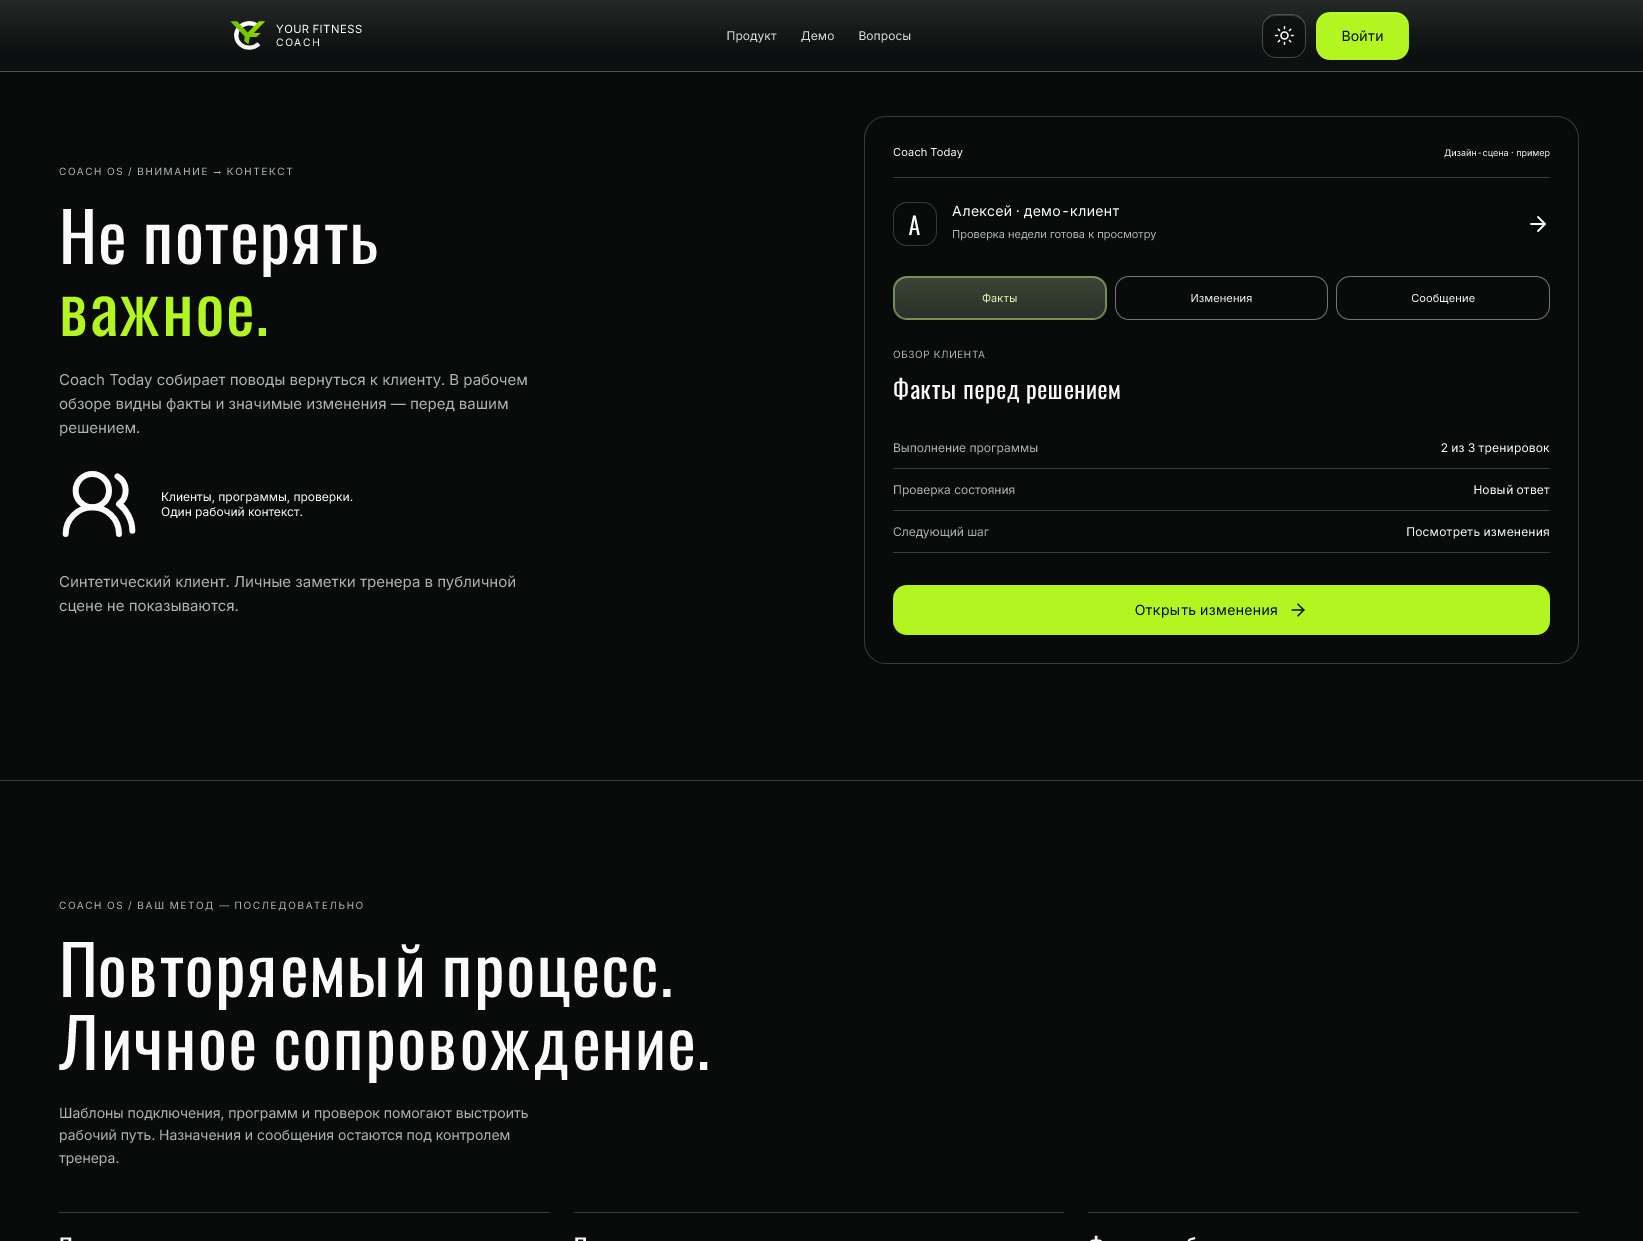 YOUR FITNESS
COACH
Продукт
Демо
Вопросы
Войти
COACH OS / ВНИМАНИЕ → КОНТЕКСТ
Не потерять
важное.
Coach Today собирает поводы вернуться к клиенту. В рабочем
обзоре видны факты и значимые изменения — перед вашим
решением.
Клиенты, программы, проверки.
Один рабочий контекст.
Синтетический клиент. Личные заметки тренера в публичной
сцене не показываются.
Coach Today
Дизайн-сцена · пример
А
Алексей · демо-клиент
Проверка недели готова к просмотру
Факты
Изменения
Сообщение
ОБЗОР КЛИЕНТА
Факты перед решением
Выполнение программы
2 из 3 тренировок
Проверка состояния
Новый ответ
Следующий шаг
Посмотреть изменения
Открыть изменения →
COACH OS / ВАШ МЕТОД — ПОСЛЕДОВАТЕЛЬНО
Повторяемый процесс.
Личное сопровождение.
Шаблоны подключения, программ и проверок помогают выстроить
рабочий путь. Назначения и сообщения остаются под контролем
тренера.